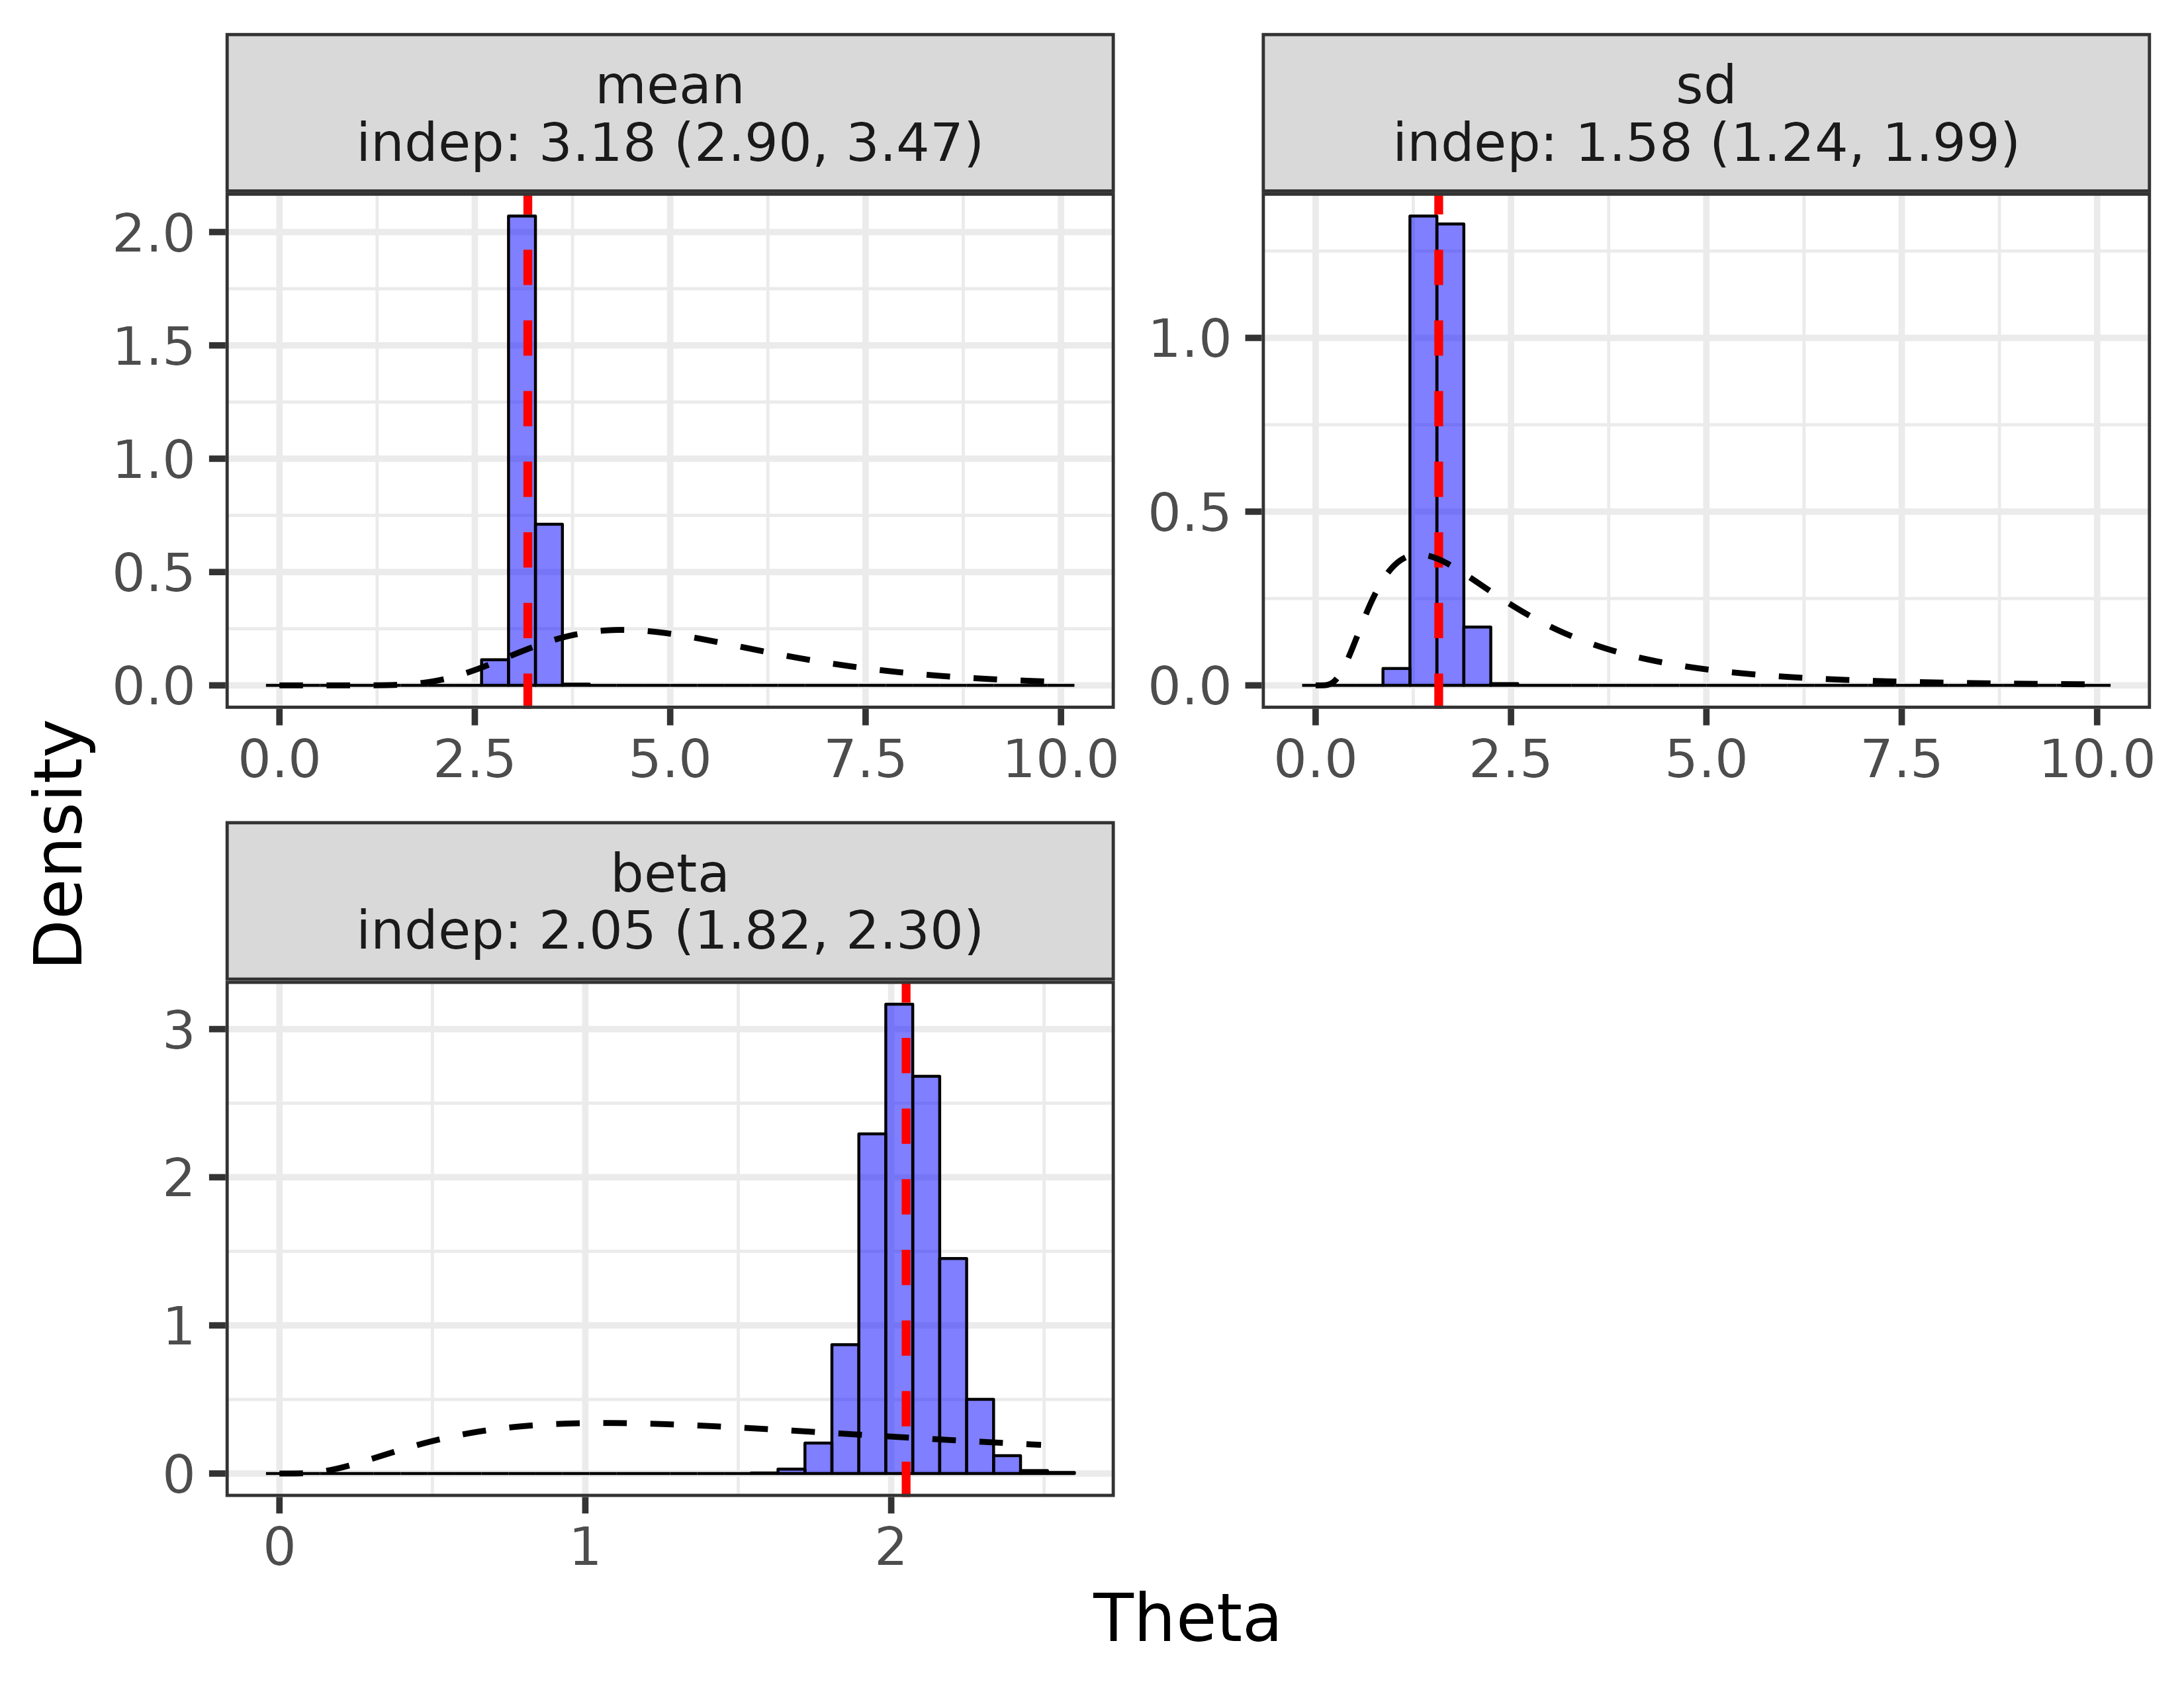 mean
indep: 3.18 (2.90, 3.47)
sd
indep: 1.58 (1.24, 1.99)
2.0
1.5
1.0
0.5
0.0
1.0
0.5
0.0
0.0 2.5 5.0 7.5 10.0
0.0 2.5 5.0 7.5 10.0
Density
beta
indep: 2.05 (1.82, 2.30)
3
2
1
0
0 1 2
Theta